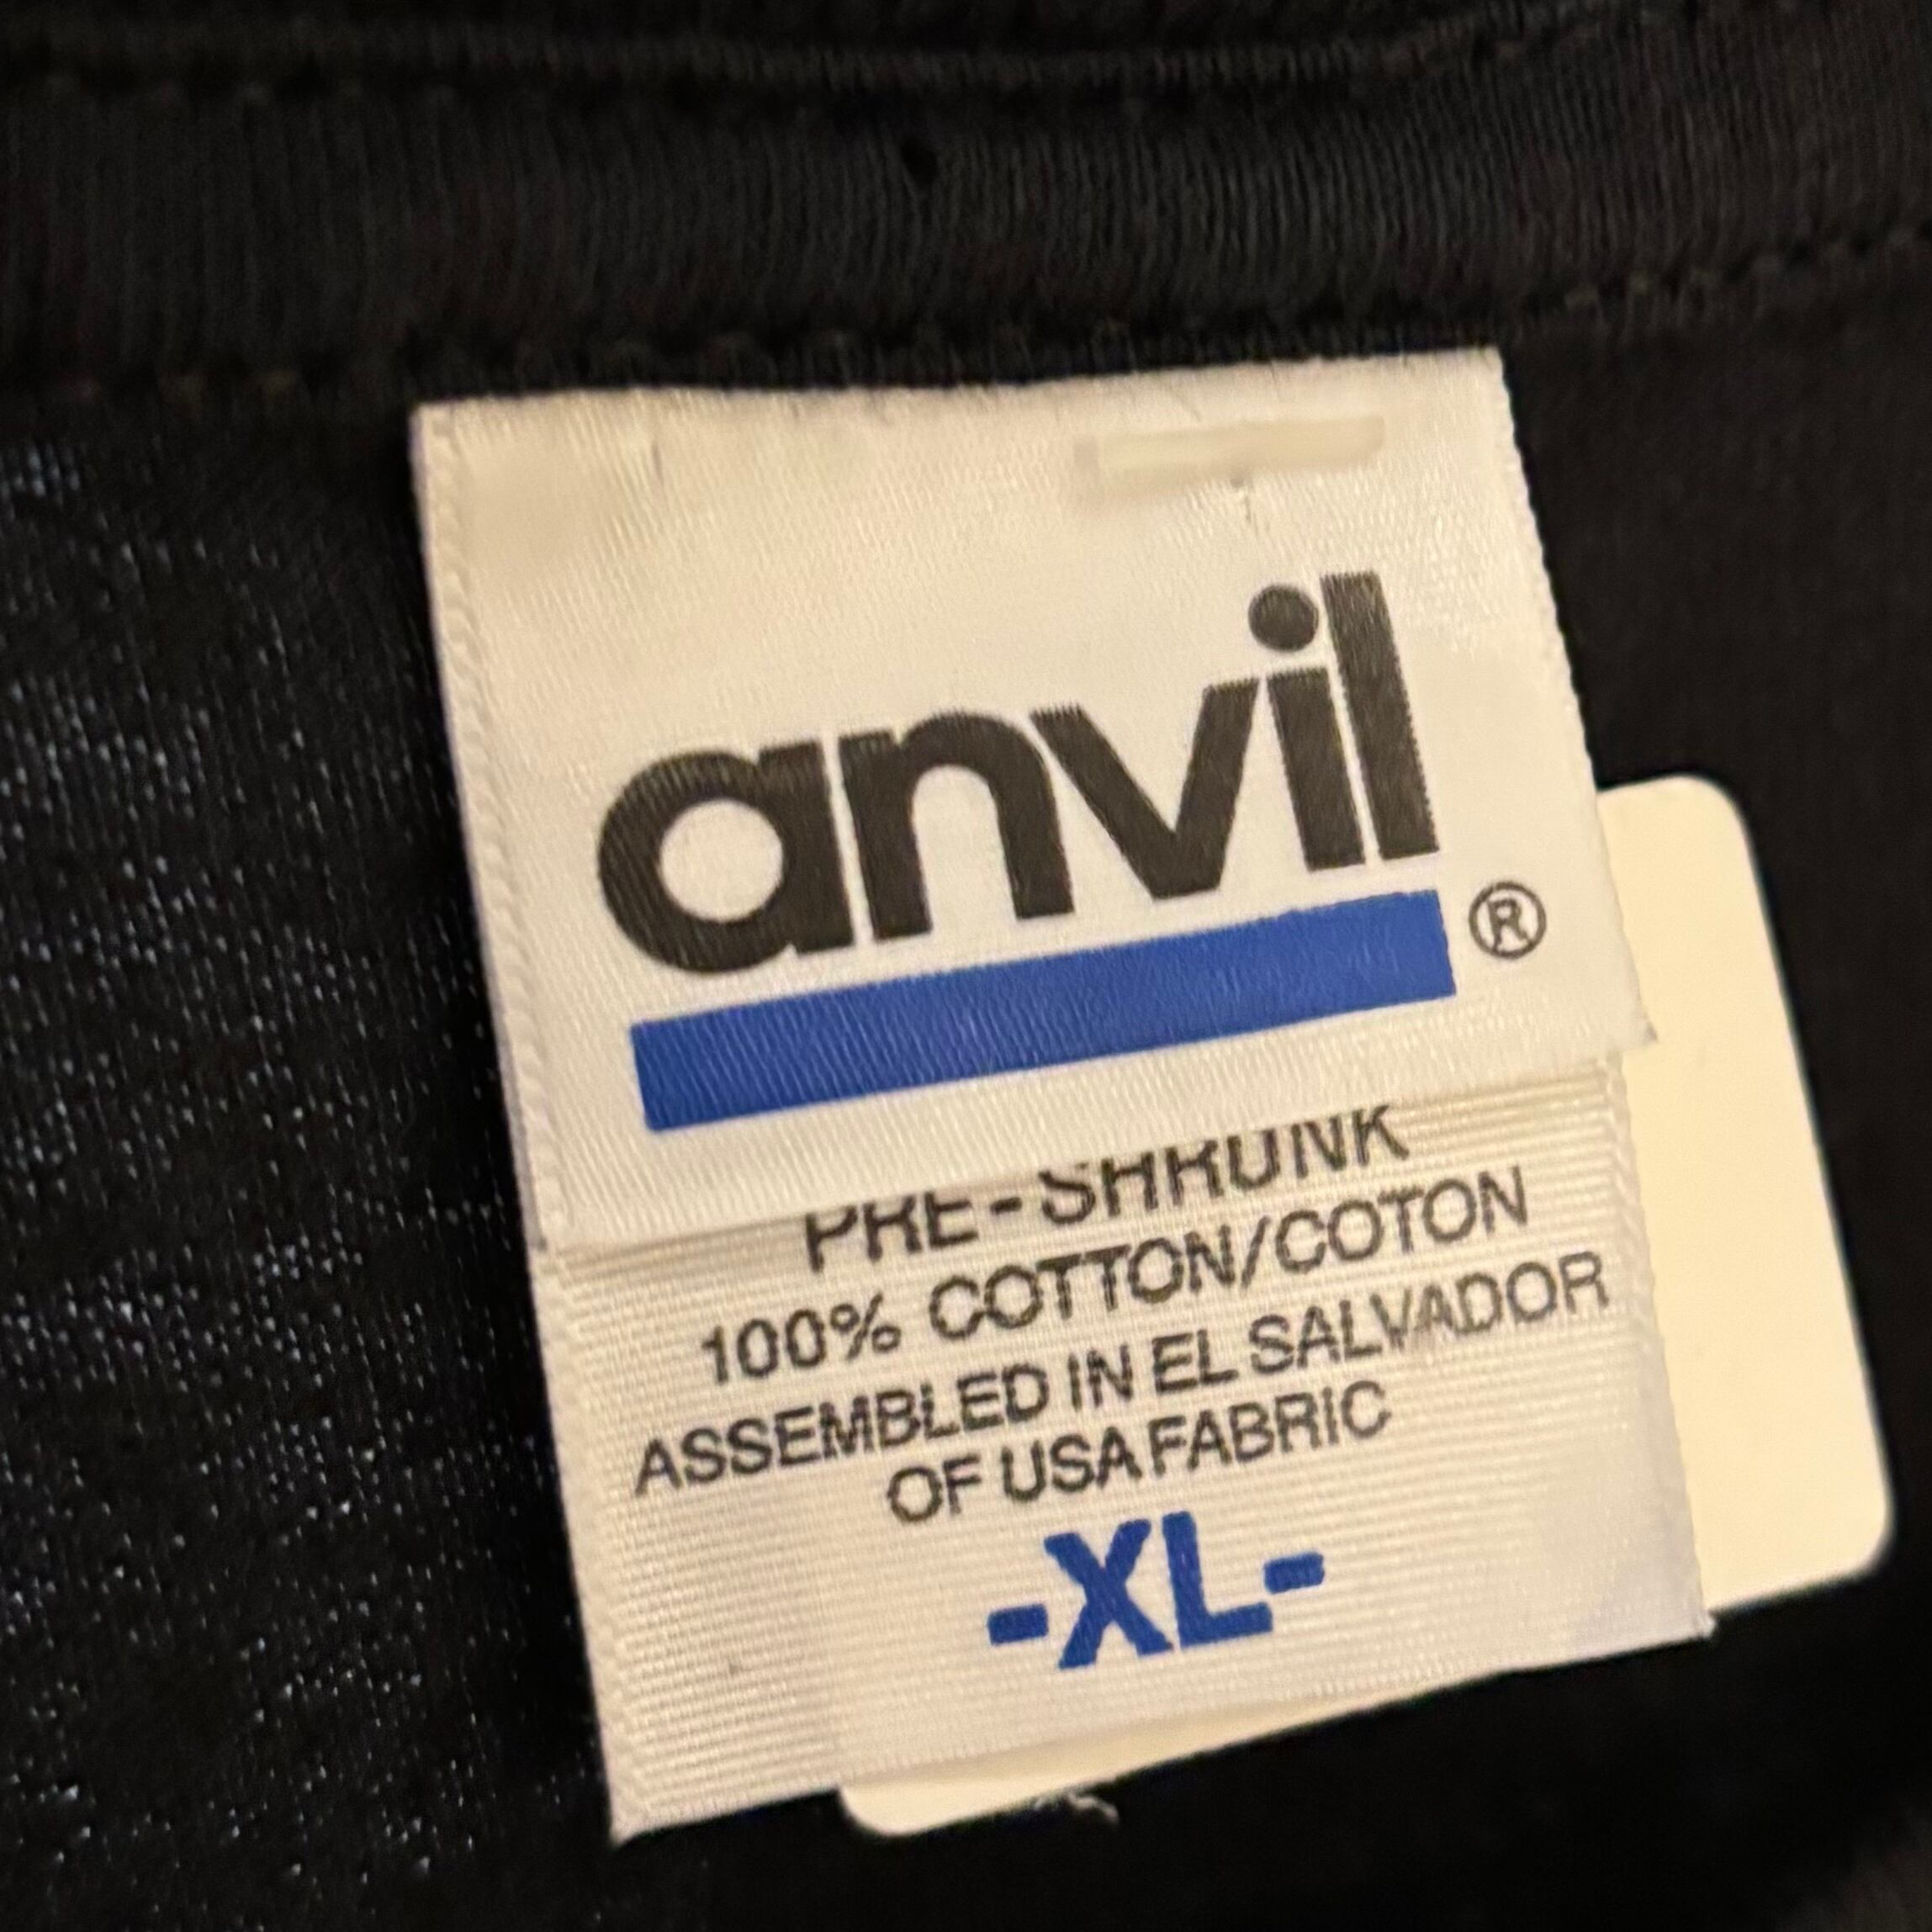 anvil
®
PRE-SHRUNK
100% COTTON/COTON
ASSEMBLED IN EL SALVADOR
OF USA FABRIC
-XL-